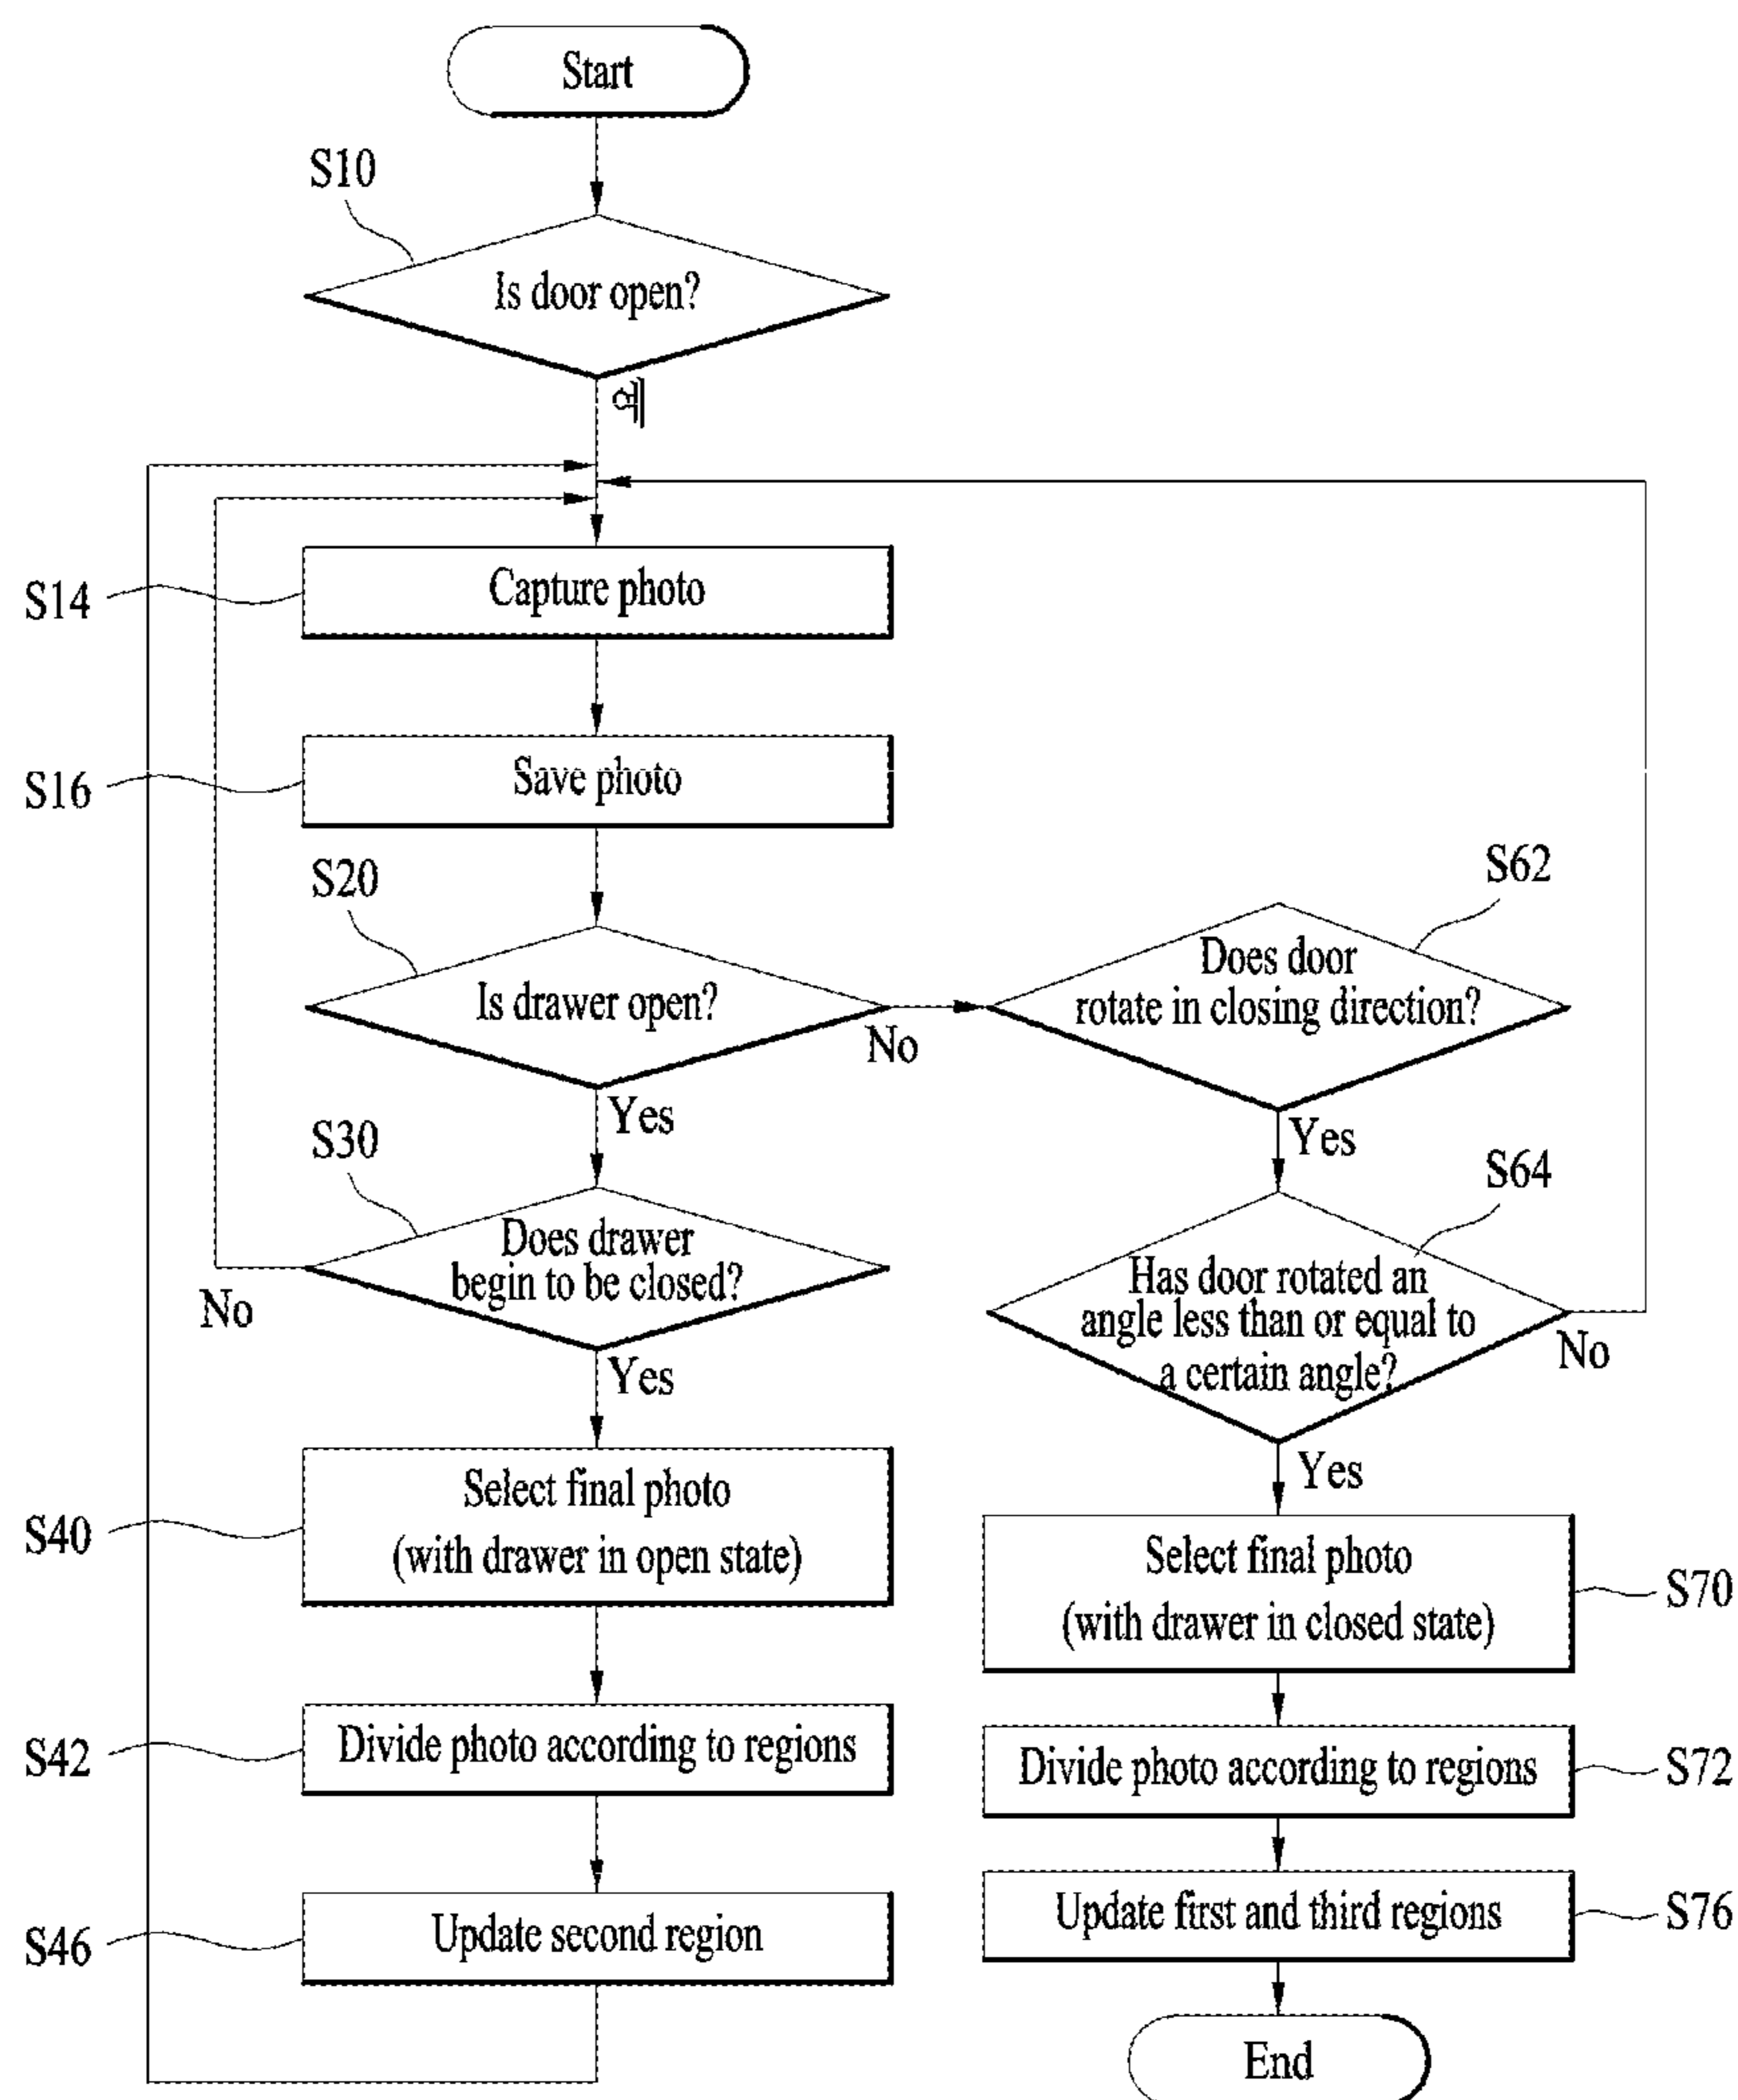 Start
S10
Is door open?
예
S14
Capture photo
S16
Save photo
S20
Is drawer open?
No
S62
Does door
rotate in closing direction?
Yes
Yes
S30
Does drawer
begin to be closed?
No
Yes
S64
Has door rotated an
angle less than or equal to
a certain angle?
No
Yes
S40
Select final photo
(with drawer in open state)
Select final photo
(with drawer in closed state)
S70
S42
Divide photo according to regions
Divide photo according to regions
S72
S46
Update second region
Update first and third regions
S76
End